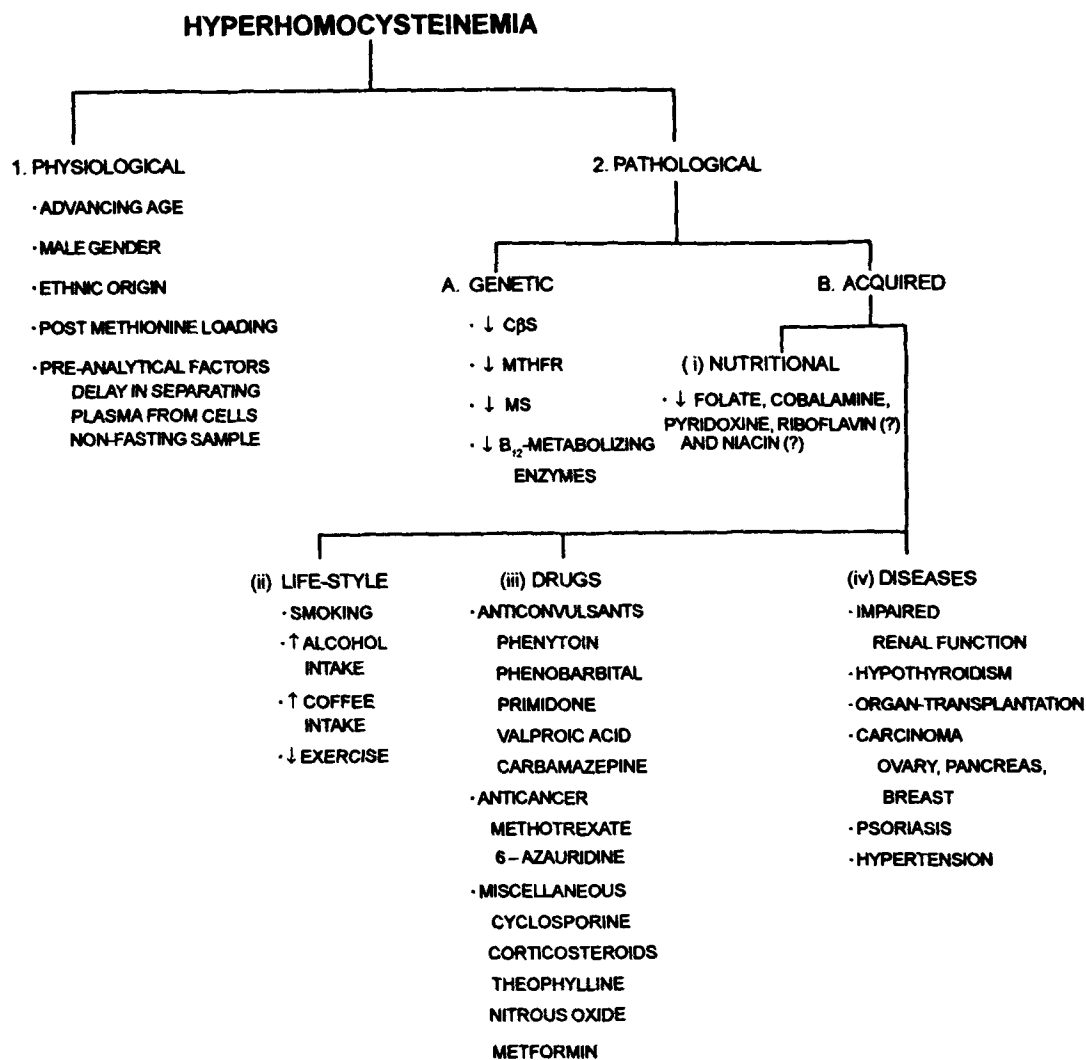 HYPERHOMOCYSTEINEMIA
1. PHYSIOLOGICAL
· ADVANCING AGE
· MALE GENDER
· ETHNIC ORIGIN
· POST METHIONINE LOADING
· PRE-ANALYTICAL FACTORS
DELAY IN SEPARATING
PLASMA FROM CELLS
NON-FASTING SAMPLE
2. PATHOLOGICAL
A. GENETIC
· ↓ CβS
· ↓ MTHFR
· ↓ MS
· ↓ B₁₂-METABOLIZING
ENZYMES
B. ACQUIRED
(i) NUTRITIONAL
· ↓ FOLATE, COBALAMINE,
PYRIDOXINE, RIBOFLAVIN (?)
AND NIACIN (?)
(ii) LIFE-STYLE
· SMOKING
· ↑ ALCOHOL
INTAKE
· ↑ COFFEE
INTAKE
· ↓ EXERCISE
(iii) DRUGS
· ANTICONVULSANTS
PHENYTOIN
PHENOBARBITAL
PRIMIDONE
VALPROIC ACID
CARBAMAZEPINE
· ANTICANCER
METHOTREXATE
6-AZAURIDINE
· MISCELLANEOUS
CYCLOSPORINE
CORTICOSTEROIDS
THEOPHYLLINE
NITROUS OXIDE
METFORMIN
(iv) DISEASES
· IMPAIRED
RENAL FUNCTION
· HYPOTHYROIDISM
· ORGAN-TRANSPLANTATION
· CARCINOMA
OVARY, PANCREAS,
BREAST
· PSORIASIS
· HYPERTENSION